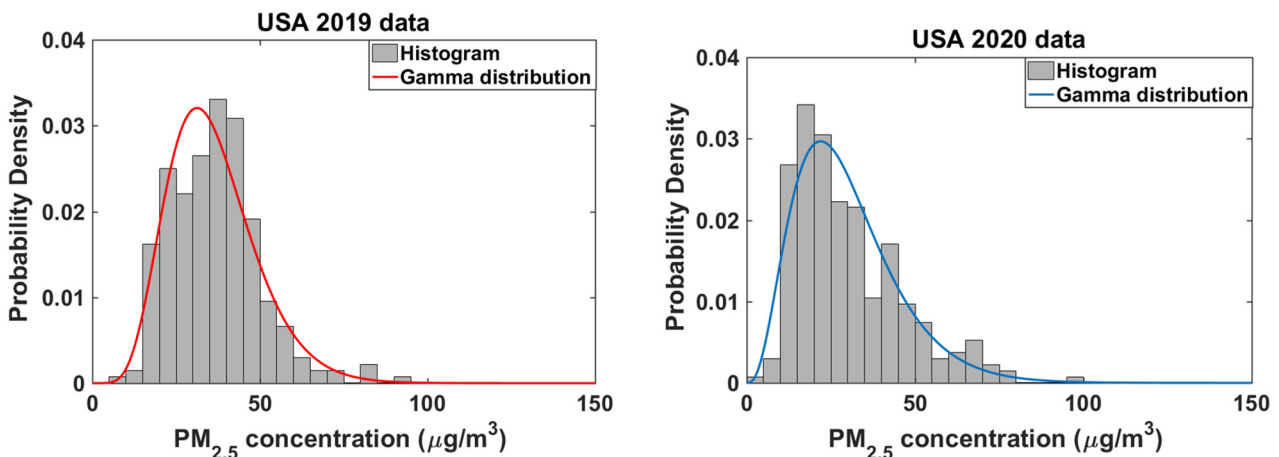 USA 2019 data
0.04
0.03
0.02
0.01
0
Probability Density
Histogram
Gamma distribution
0
50
100
150
PM2.5 concentration (μg/m³)
USA 2020 data
0.04
0.03
0.02
0.01
0
Probability Density
Histogram
Gamma distribution
0
50
100
150
PM2.5 concentration (μg/m³)